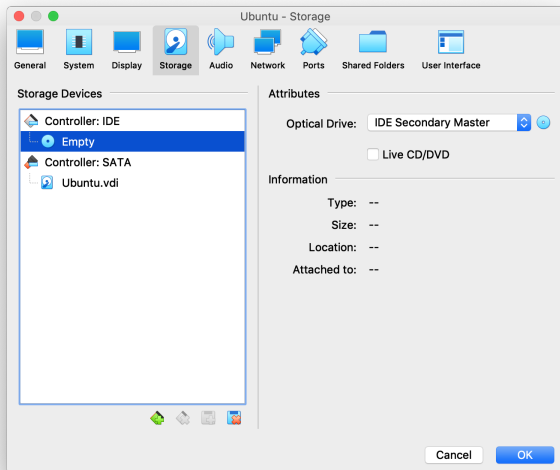 Ubuntu - Storage
General System Display Storage Audio Network Ports Shared Folders User Interface
Storage Devices
Controller: IDE
Empty
Controller: SATA
Ubuntu.vdi
Attributes
Optical Drive: IDE Secondary Master
Live CD/DVD
Information
Type: --
Size: --
Location: --
Attached to: --
Cancel OK